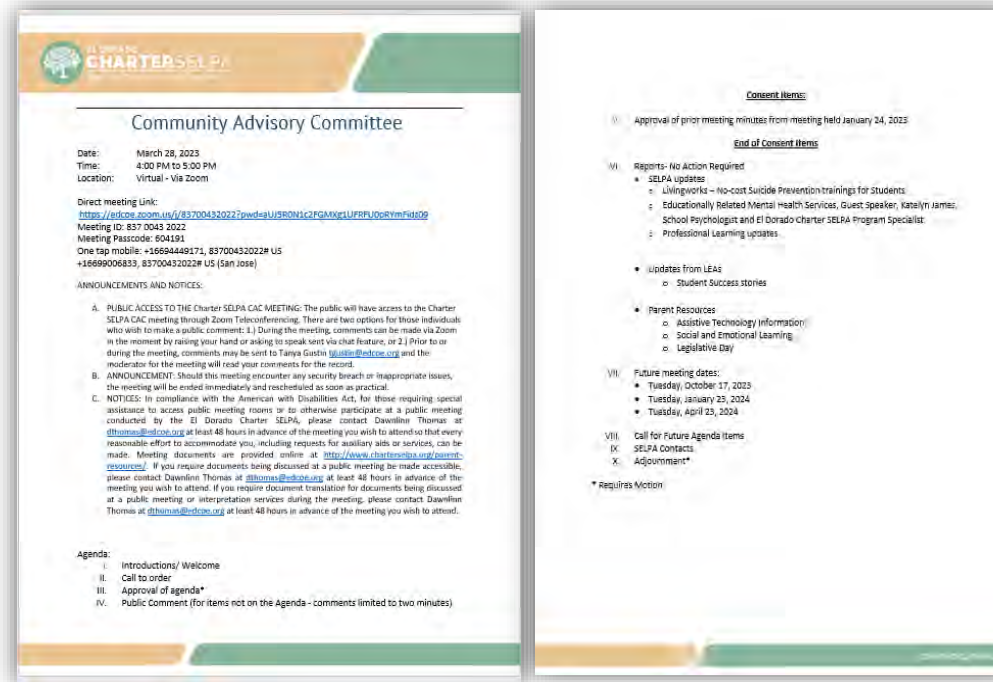 EL DORADO
CHARTERSELPA
Community Advisory Committee
Date: March 28, 2023
Time: 4:00 PM to 5:00 PM
Location: Virtual - Via Zoom
Direct meeting Link:
Meeting ID: 837 0043 2022
Meeting Passcode: 604191
One tap mobile: +16694449171, 83700432022# US
+16699006833, 83700432022# US (San Jose)
ANNOUNCEMENTS AND NOTICES:
A. PUBLIC ACCESS TO THE Charter SELPA CAC MEETING: The public will have access to the Charter
SELPA CAC meeting through Zoom Teleconferencing. There are two options for those individuals
who wish to make a public comment: 1.) During the meeting, comments can be made via Zoom
in the moment by raising your hand or asking to speak sent via chat feature, or 2.) Prior to or
during the meeting, comments may be sent to Tanya Gustin tgustin@edcoe.org and the
moderator for the meeting will read your comments for the record.
B. ANNOUNCEMENT: Should this meeting encounter any security breach or inappropriate issues,
the meeting will be ended immediately and rescheduled as soon as practical.
C. NOTICES: In compliance with the American with Disabilities Act, for those requiring special
assistance to access public meeting rooms or to otherwise participate at a public meeting
conducted by the El Dorado Charter SELPA, please contact Dawnlinn Thomas at
dthomas@edcoe.org at least 48 hours in advance of the meeting you wish to attend so that every
reasonable effort to accommodate you, including requests for auxiliary aids or services, can be
made. Meeting documents are provided online at http://www.charterselpa.org/parent-
resources/. If you require documents being discussed at a public meeting be made accessible,
please contact Dawnlinn Thomas at dthomas@edcoe.org at least 48 hours in advance of the
meeting you wish to attend. If you require document translation for documents being discussed
at a public meeting or interpretation services during the meeting, please contact Dawnlinn
Thomas at dthomas@edcoe.org at least 48 hours in advance of the meeting you wish to attend.
Agenda:
I. Introductions/ Welcome
II. Call to order
III. Approval of agenda*
IV. Public Comment (for items not on the Agenda - comments limited to two minutes)
Consent Items:
V. Approval of prior meeting minutes from meeting held January 24, 2023
End of Consent Items
VI. Reports- No Action Required
• SELPA updates
o Livingworks – No-cost Suicide Prevention trainings for Students
o Educationally Related Mental Health Services, Guest Speaker, Katelyn James,
School Psychologist and El Dorado Charter SELPA Program Specialist
o Professional Learning updates
• Updates from LEAs
o Student Success stories
• Parent Resources
o Assistive Technology Information
o Social and Emotional Learning
o Legislative Day
VII. Future meeting dates:
• Tuesday, October 17, 2023
• Tuesday, January 23, 2024
• Tuesday, April 23, 2024
VIII. Call for Future Agenda Items
IX. SELPA Contacts
X. Adjournment*
* Requires Motion